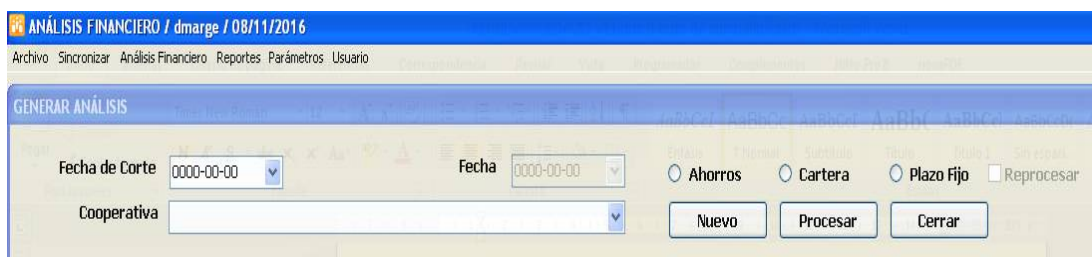 ANÁLISIS FINANCIERO / dmarge / 08/11/2016
Archivo Sincronizar Análisis Financiero Reportes Parámetros Usuario
GENERAR ANÁLISIS
Fecha de Corte 0000-00-00 Fecha 0000-00-00 Ahorros Cartera Plazo Fijo Reprocesar
Cooperativa Nuevo Procesar Cerrar